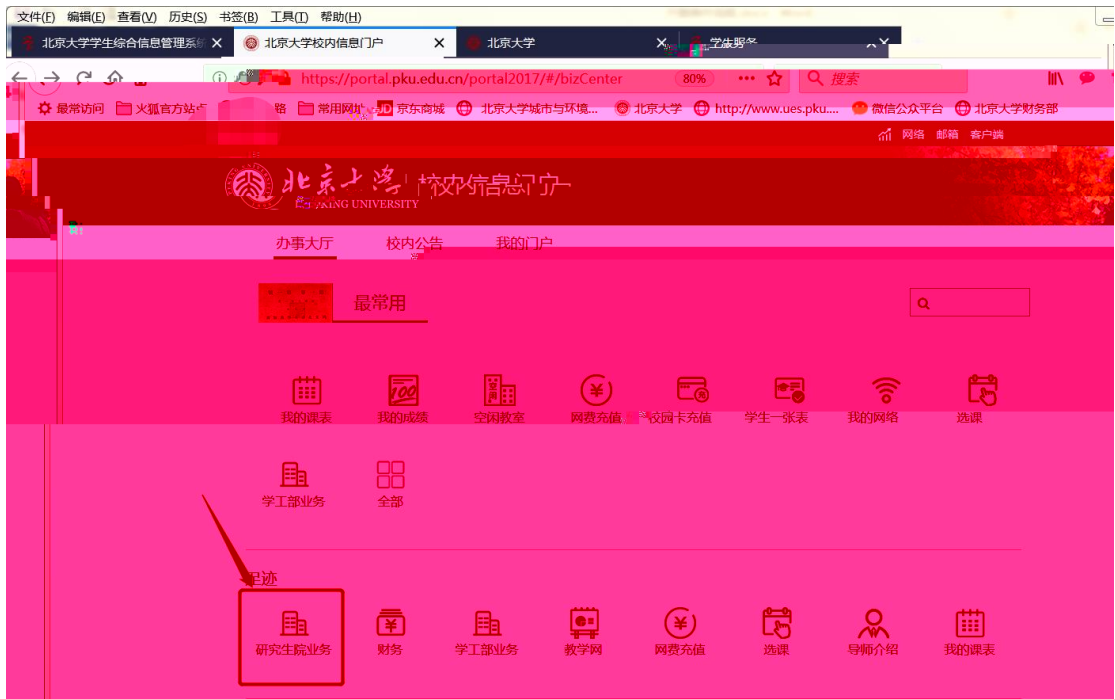 文件(F) 编辑(E) 查看(V) 历史(S) 书签(B) 工具(T) 帮助(H)
北京大学学生综合信息管理系统 北京大学校内信息门户 北京大学 学生服务
https://portal.pku.edu.cn/portal2017/#/bizCenter 80% 搜索
最常访问 火狐官方站点 常用网址 JD 京东商城 北京大学城市与环境... 北京大学 http://www.ues.pku.... 微信公众平台 北京大学财务部
网络 邮箱 客户端
北京大学 校内信息门户
PEKING UNIVERSITY
办事大厅 校内公告 我的门户
最常用
我的课表 我的成绩 空闲教室 网费充值 校园卡充值 学生一张表 我的网络 选课
学工部业务 全部
足迹
研究生院业务 财务 学工部业务 教学网 网费充值 选课 导师介绍 我的课表